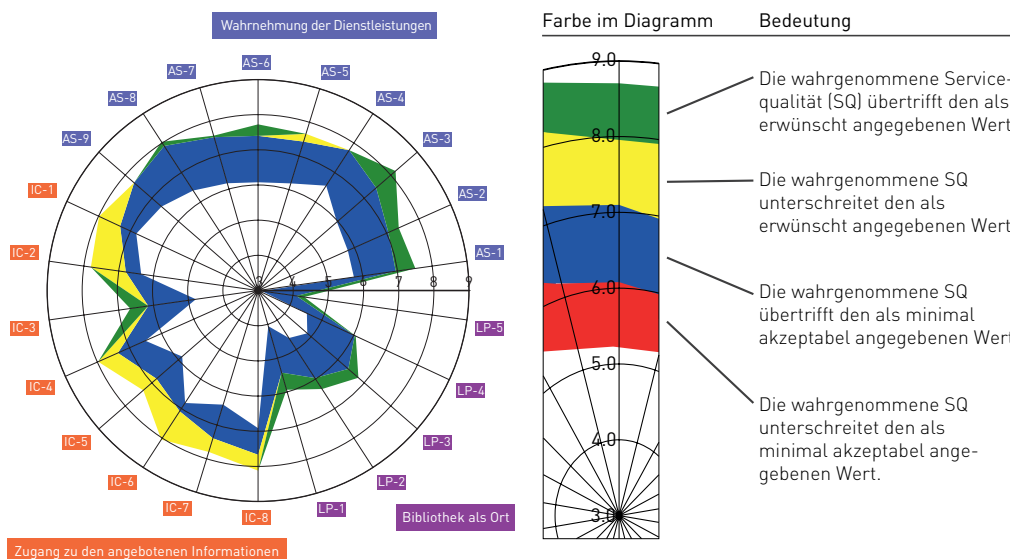 Wahrnehmung der Dienstleistungen
AS-6
AS-5
AS-4
AS-3
AS-2
AS-1
LP-5
LP-4
LP-3
LP-2
LP-1
IC-8
IC-7
IC-6
IC-5
IC-4
IC-3
IC-2
IC-1
AS-9
AS-8
AS-7
3 4 5 6 7 8 9
Bibliothek als Ort
Zugang zu den angebotenen Informationen
Farbe im Diagramm Bedeutung
9.0
8.0
7.0
6.0
5.0
4.0
3.0
Die wahrgenommene Service-
qualität (SQ) übertrifft den als
erwünscht angegebenen Wert
Die wahrgenommene SQ
unterschreitet den als
erwünscht angegebenen Wert
Die wahrgenommene SQ
übertrifft den als minimal
akzeptabel angegebenen Wert
Die wahrgenommene SQ
unterschreitet den als
minimal akzeptabel ange-
gebenen Wert.